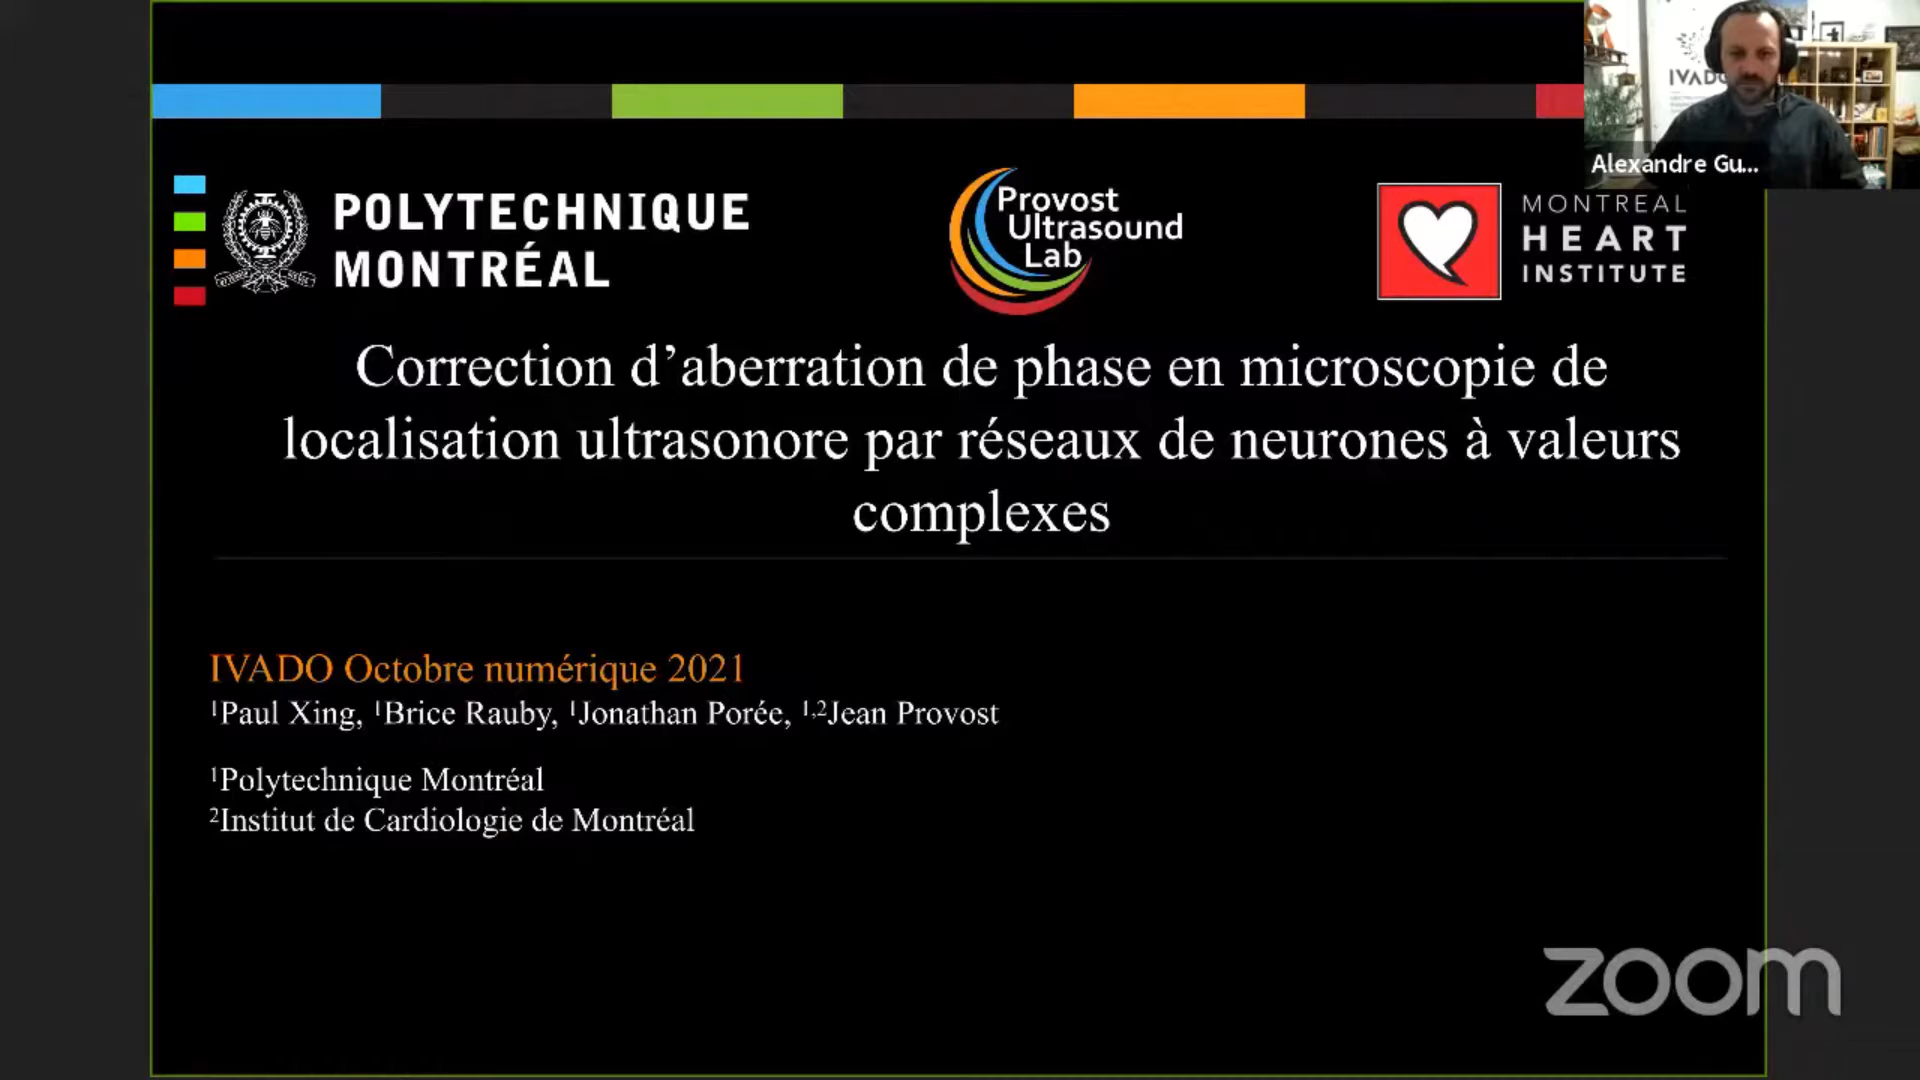 IVADO
Alexandre Gu...
POLYTECHNIQUE
MONTRÉAL
Provost
Ultrasound
Lab
MONTREAL
HEART
INSTITUTE
Correction d’aberration de phase en microscopie de
localisation ultrasonore par réseaux de neurones à valeurs
complexes
IVADO Octobre numérique 2021
¹Paul Xing, ¹Brice Rauby, ¹Jonathan Porée, ¹,²Jean Provost
¹Polytechnique Montréal
²Institut de Cardiologie de Montréal
zoom